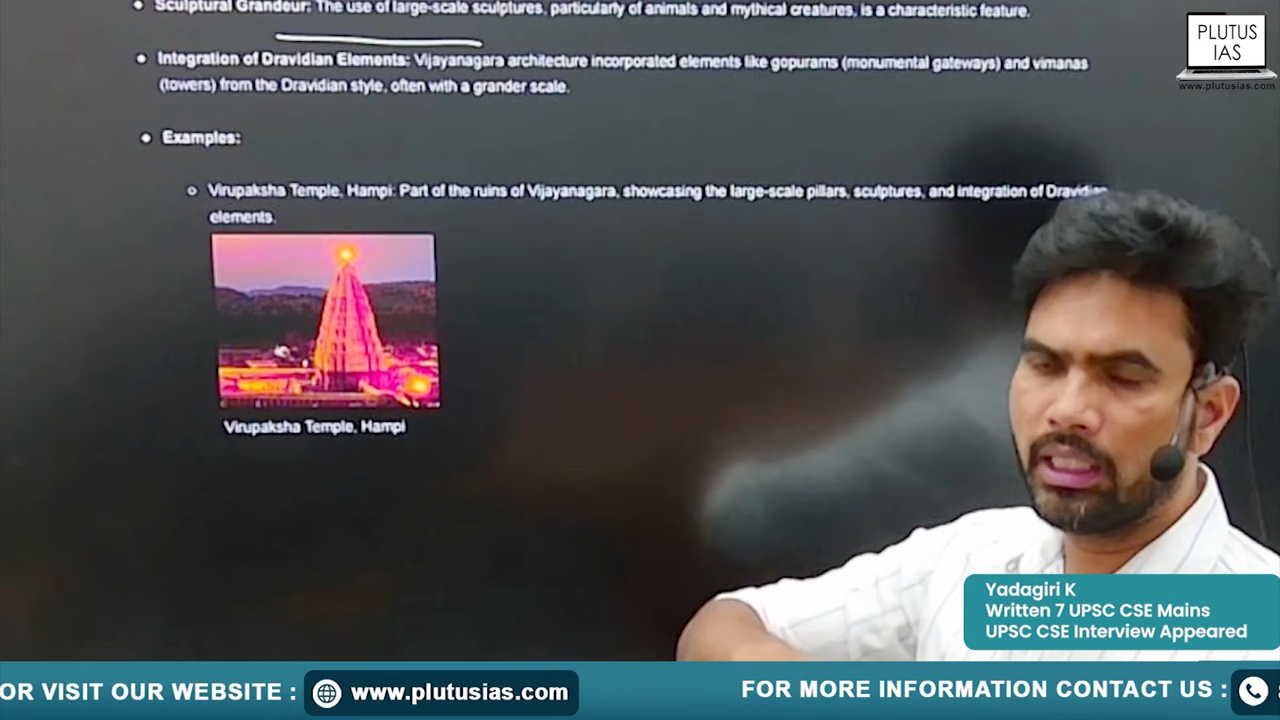 Sculptural Grandeur: The use of large-scale sculptures, particularly of animals and mythical creatures, is a characteristic feature.
PLUTUS
IAS
www.plutusias.com
Integration of Dravidian Elements: Vijayanagara architecture incorporated elements like gopurams (monumental gateways) and vimanas
(towers) from the Dravidian style, often with a grander scale.
Examples:
Virupaksha Temple, Hampi: Part of the ruins of Vijayanagara, showcasing the large-scale pillars, sculptures, and integration of Dravidian
elements.
Virupaksha Temple, Hampi
Yadagiri K
Written 7 UPSC CSE Mains
UPSC CSE Interview Appeared
OR VISIT OUR WEBSITE :
www.plutusias.com
FOR MORE INFORMATION CONTACT US :